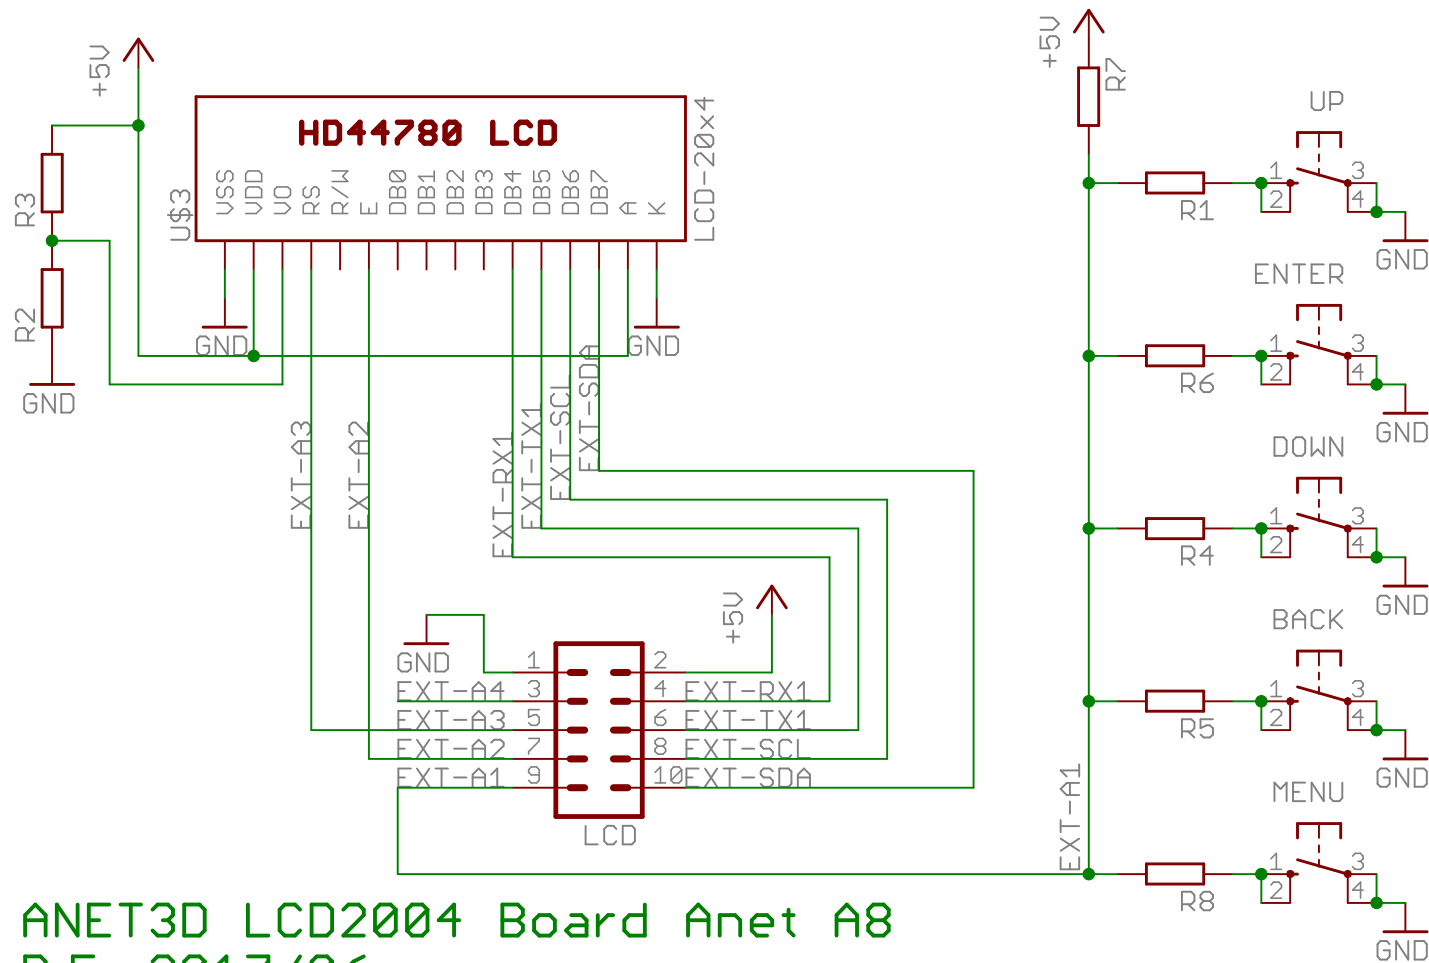 +5V
HD44780 LCD
LCD-20x4
U$3
VSS
VDD
VO
RS
R/W
E
DB0
DB1
DB2
DB3
DB4
DB5
DB6
DB7
A
K
R3
R2
GND
GND
GND
EXT-A3
EXT-A2
EXT-RX1
EXT-TX1
EXT-SCL
EXT-SDA
GND
+5V
1 2
EXT-A4 3 4 EXT-RX1
EXT-A3 5 6 EXT-TX1
EXT-A2 7 8 EXT-SCL
EXT-A1 9 10 EXT-SDA
LCD
+5V
R7
EXT-A1
UP
1 3
2 4
R1
GND
ENTER
1 3
2 4
R6
GND
DOWN
1 3
2 4
R4
GND
BACK
1 3
2 4
R5
GND
MENU
1 3
2 4
R8
GND
ANET3D LCD2004 Board Anet A8